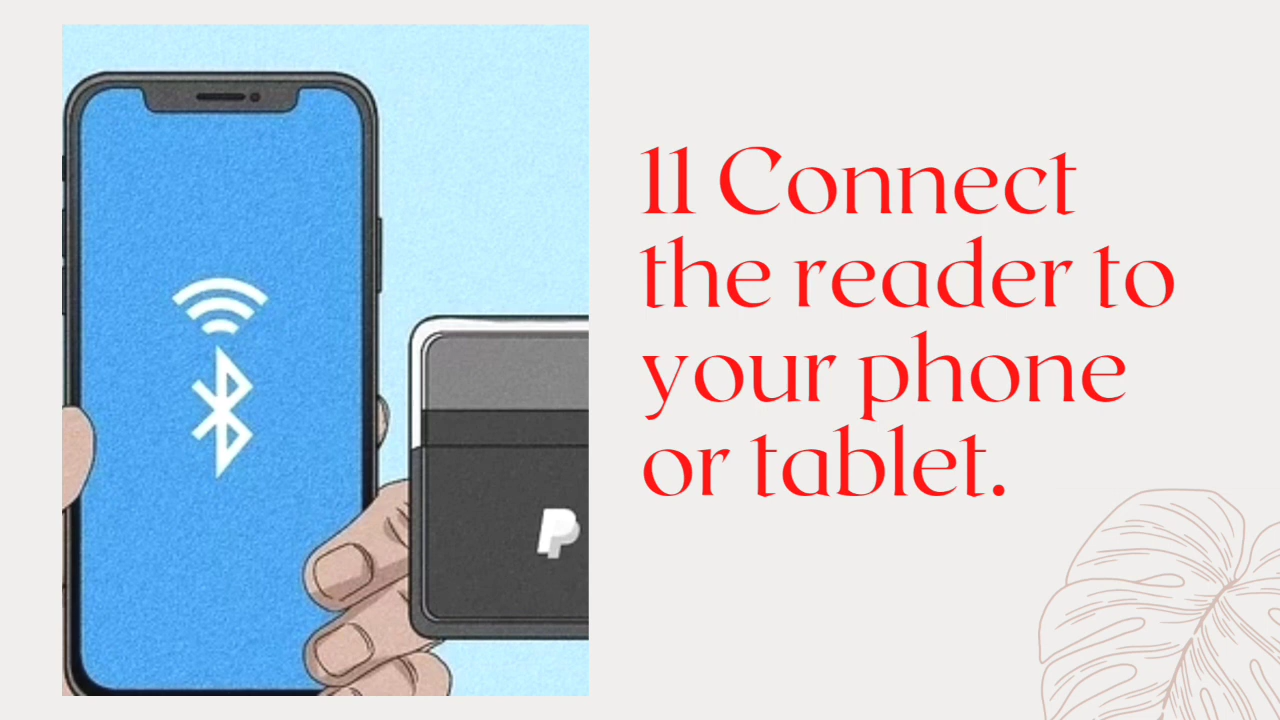 11 Connect
the reader to
your phone
or tablet.